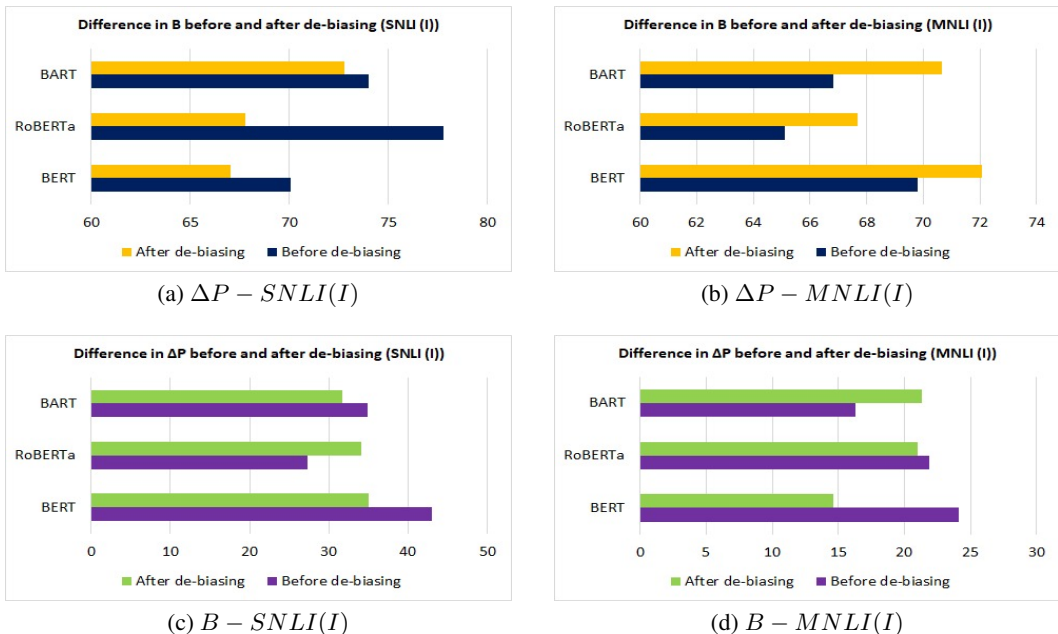 Difference in B before and after de-biasing (SNLI (I))
BART
RoBERTa
BERT
60 65 70 75 80
After de-biasing Before de-biasing
(a) ΔP − SNLI(I)
Difference in B before and after de-biasing (MNLI (I))
BART
RoBERTa
BERT
60 62 64 66 68 70 72 74
After de-biasing Before de-biasing
(b) ΔP − MNLI(I)
Difference in ΔP before and after de-biasing (SNLI (I))
BART
RoBERTa
BERT
0 10 20 30 40 50
After de-biasing Before de-biasing
(c) B − SNLI(I)
Difference in ΔP before and after de-biasing (MNLI (I))
BART
RoBERTa
BERT
0 5 10 15 20 25 30
After de-biasing Before de-biasing
(d) B − MNLI(I)